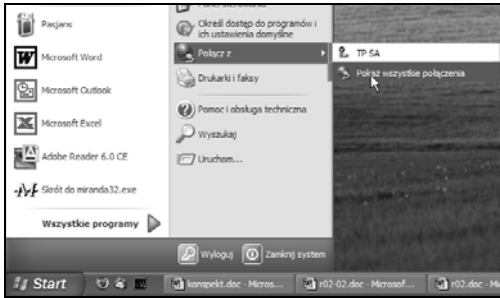 Pasjans
Microsoft Word
Microsoft Outlook
Microsoft Excel
Adobe Reader 6.0 CE
Skrót do miranda32.exe
Wszystkie programy
Określ dostęp do programów i
ich ustawienia domyślne
Połącz z
Drukarki i faksy
Pomoc i obsługa techniczna
Wyszukaj
Uruchom...
TP SA
Pokaż wszystkie połączenia
Wyloguj
Zamknij system
Start
konspekt.doc - Micros...
r02-02.doc - Microsof...
r02.doc - Mi